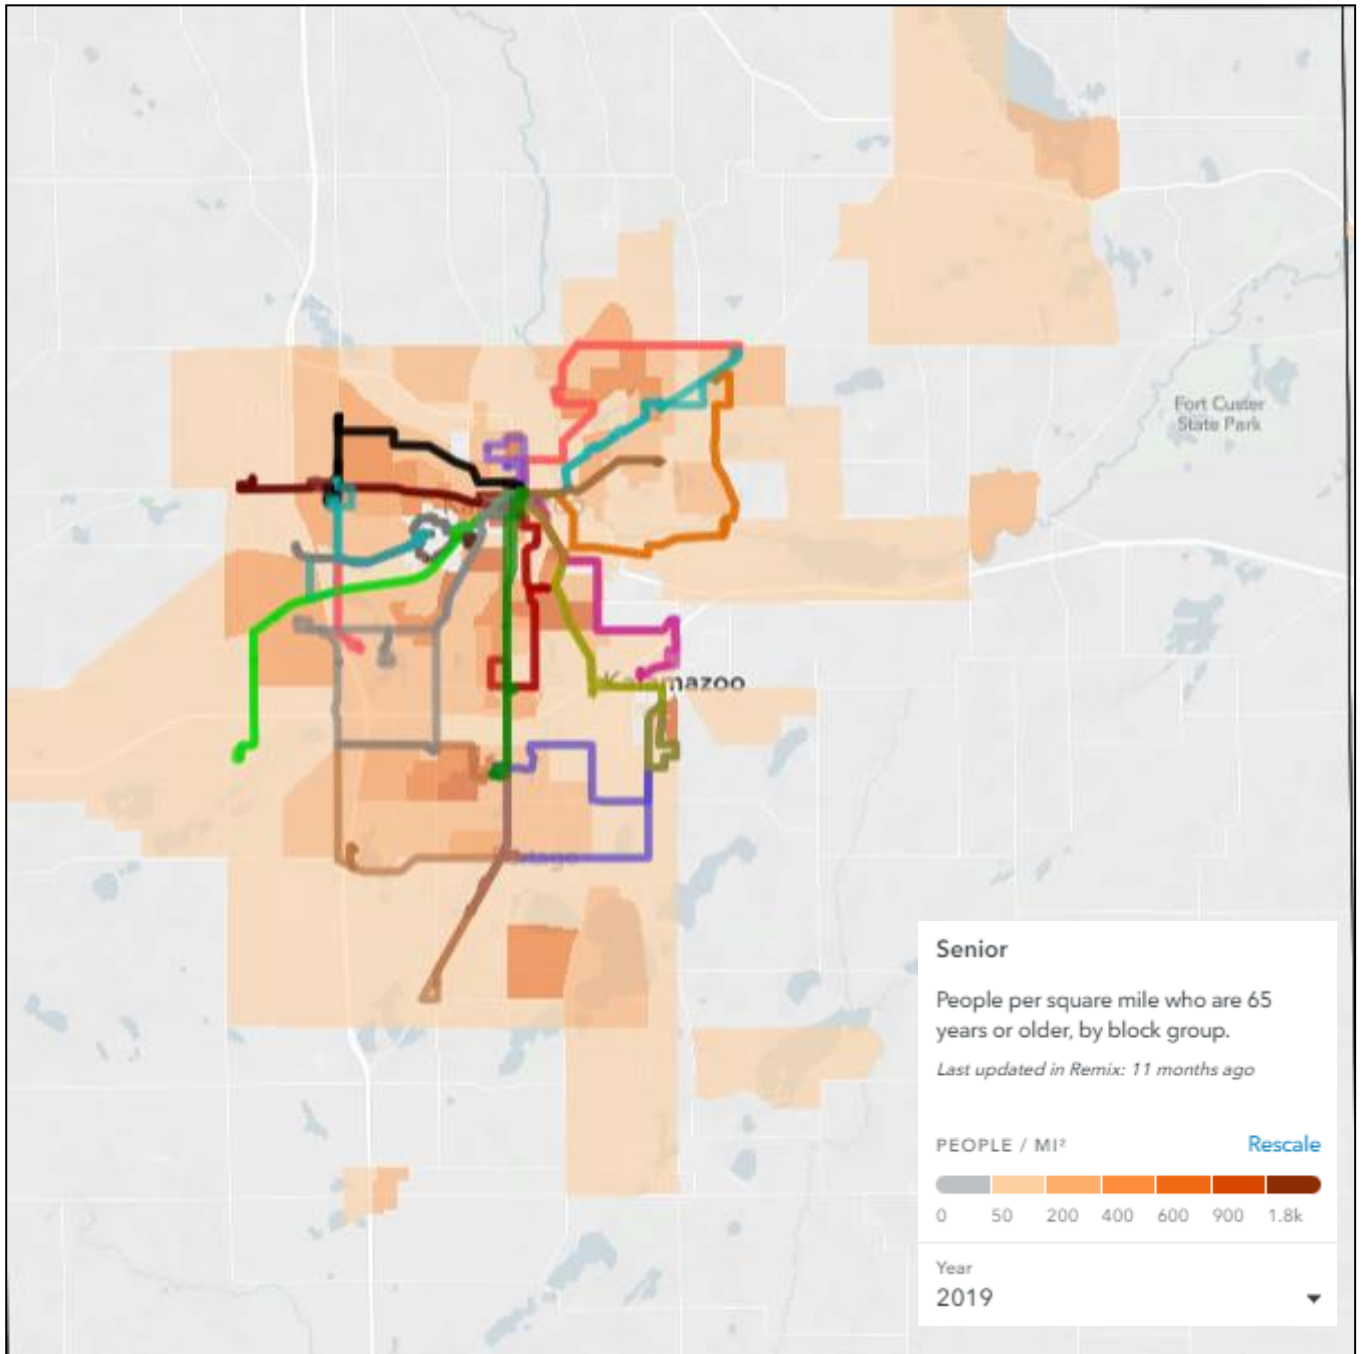 Fort Custer
State Park
Kalamazoo
Senior
People per square mile who are 65
years or older, by block group.
Last updated in Remix: 11 months ago
PEOPLE / MI²
Rescale
0 50 200 400 600 900 1.8k
Year
2019